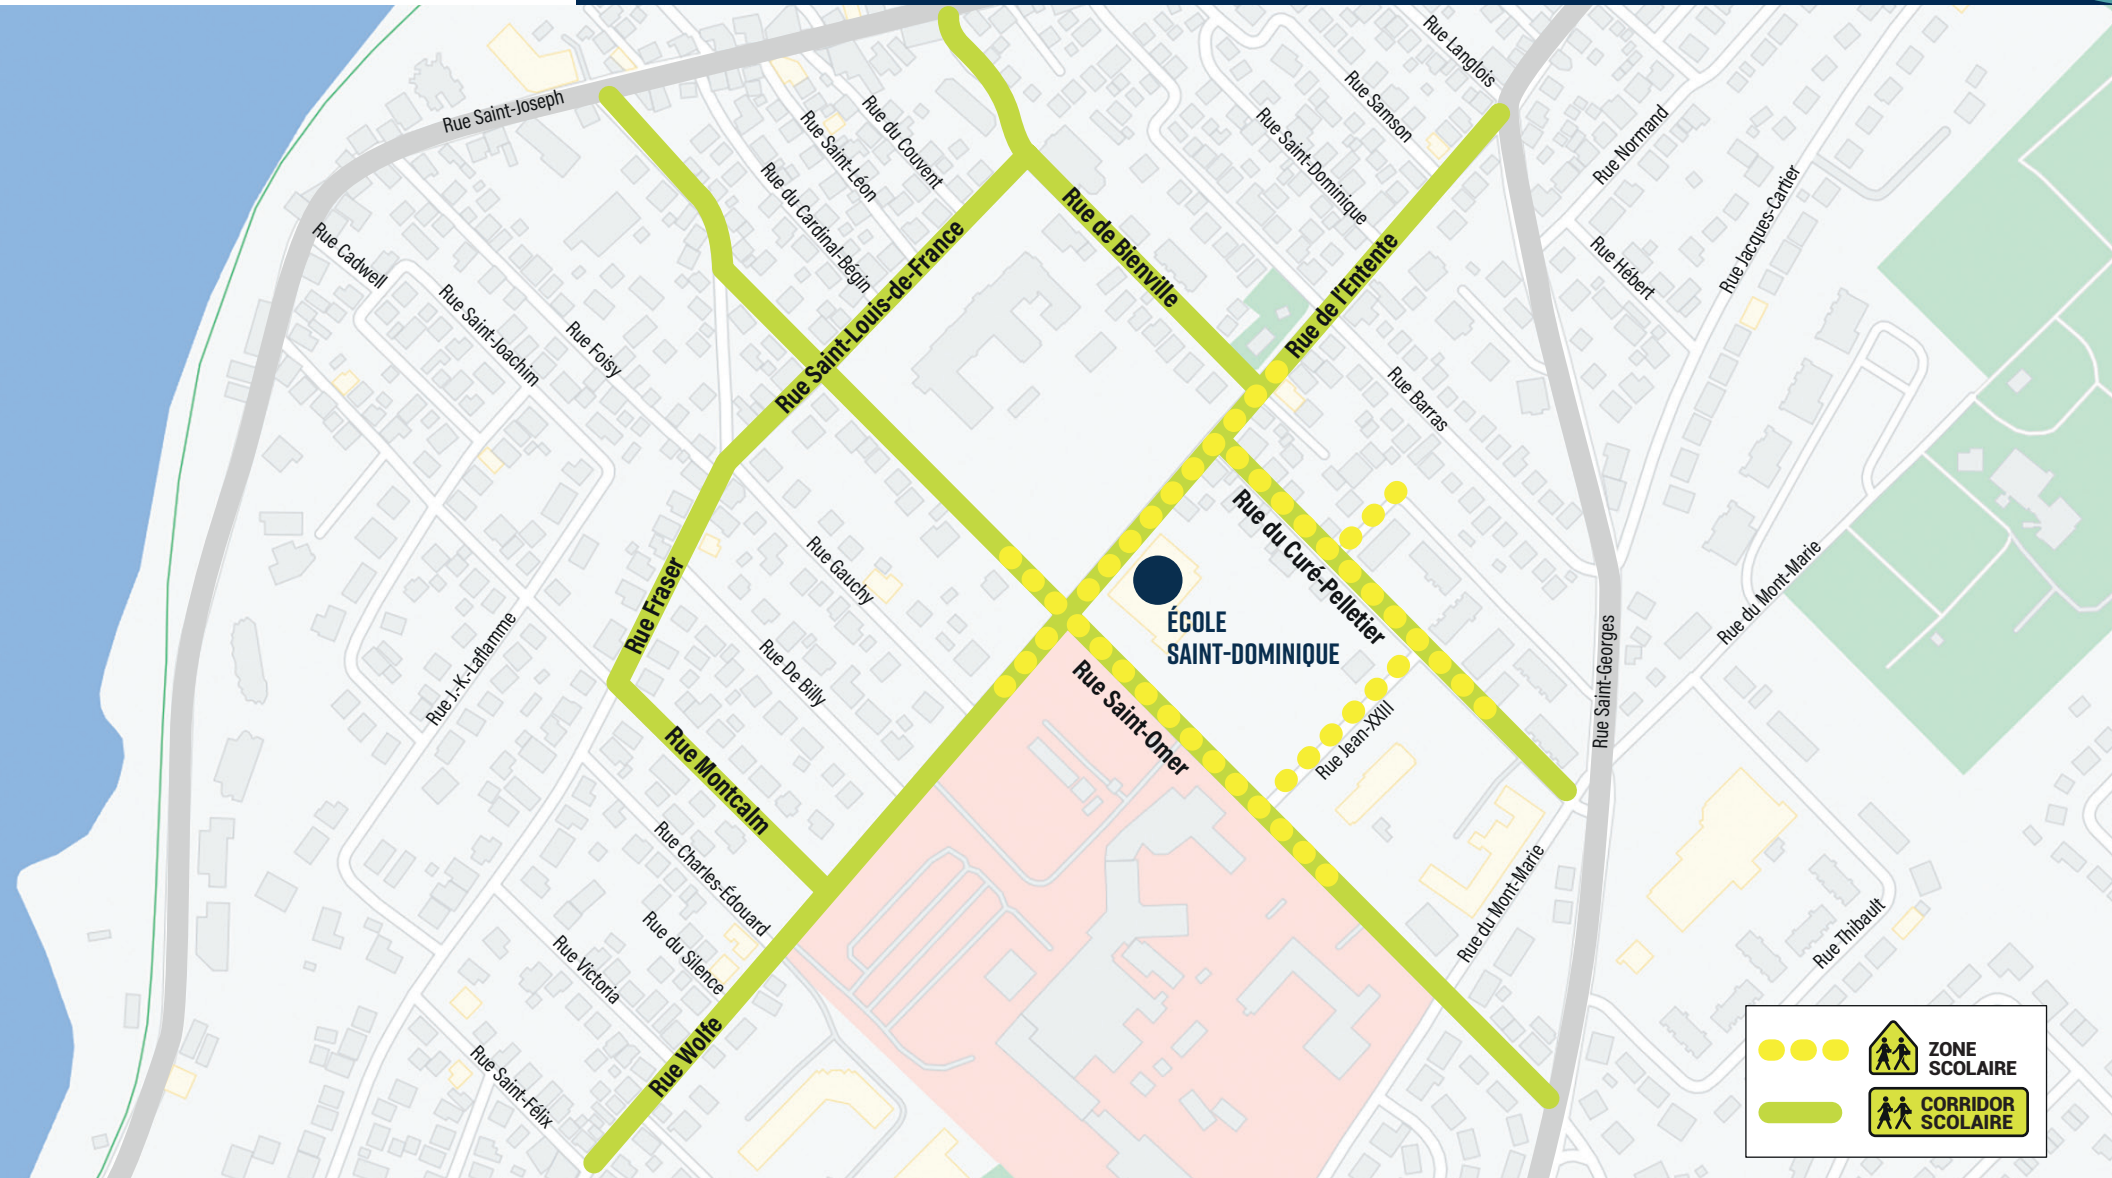 Rue Langlois
Rue Saint-Joseph
Rue du Couvent
Rue Saint-Léon
Rue Samson
Rue Saint-Dominique
Rue Normand
Rue du Cardinal-Bégin
Rue de Bienville
Rue Jacques-Cartier
Rue Cadwell
Rue Saint-Louis-de-France
Rue de l'Entente
Rue Hébert
Rue Saint-Joachim
Rue Foisy
Rue Barras
Rue du Curé-Pelletier
Rue Gauchy
Rue Fraser
Rue du Mont-Marie
ÉCOLE
SAINT-DOMINIQUE
Rue J.-K.-Laflamme
Rue De Billy
Rue Saint-Omer
Rue Jean-XXIII
Rue Saint-Georges
Rue Montcalm
Rue Charles-Édouard
Rue du Mont-Marie
Rue du Silence
Rue Victoria
Rue Thibault
Rue Wolfe
Rue Saint-Félix
ZONE
SCOLAIRE
CORRIDOR
SCOLAIRE